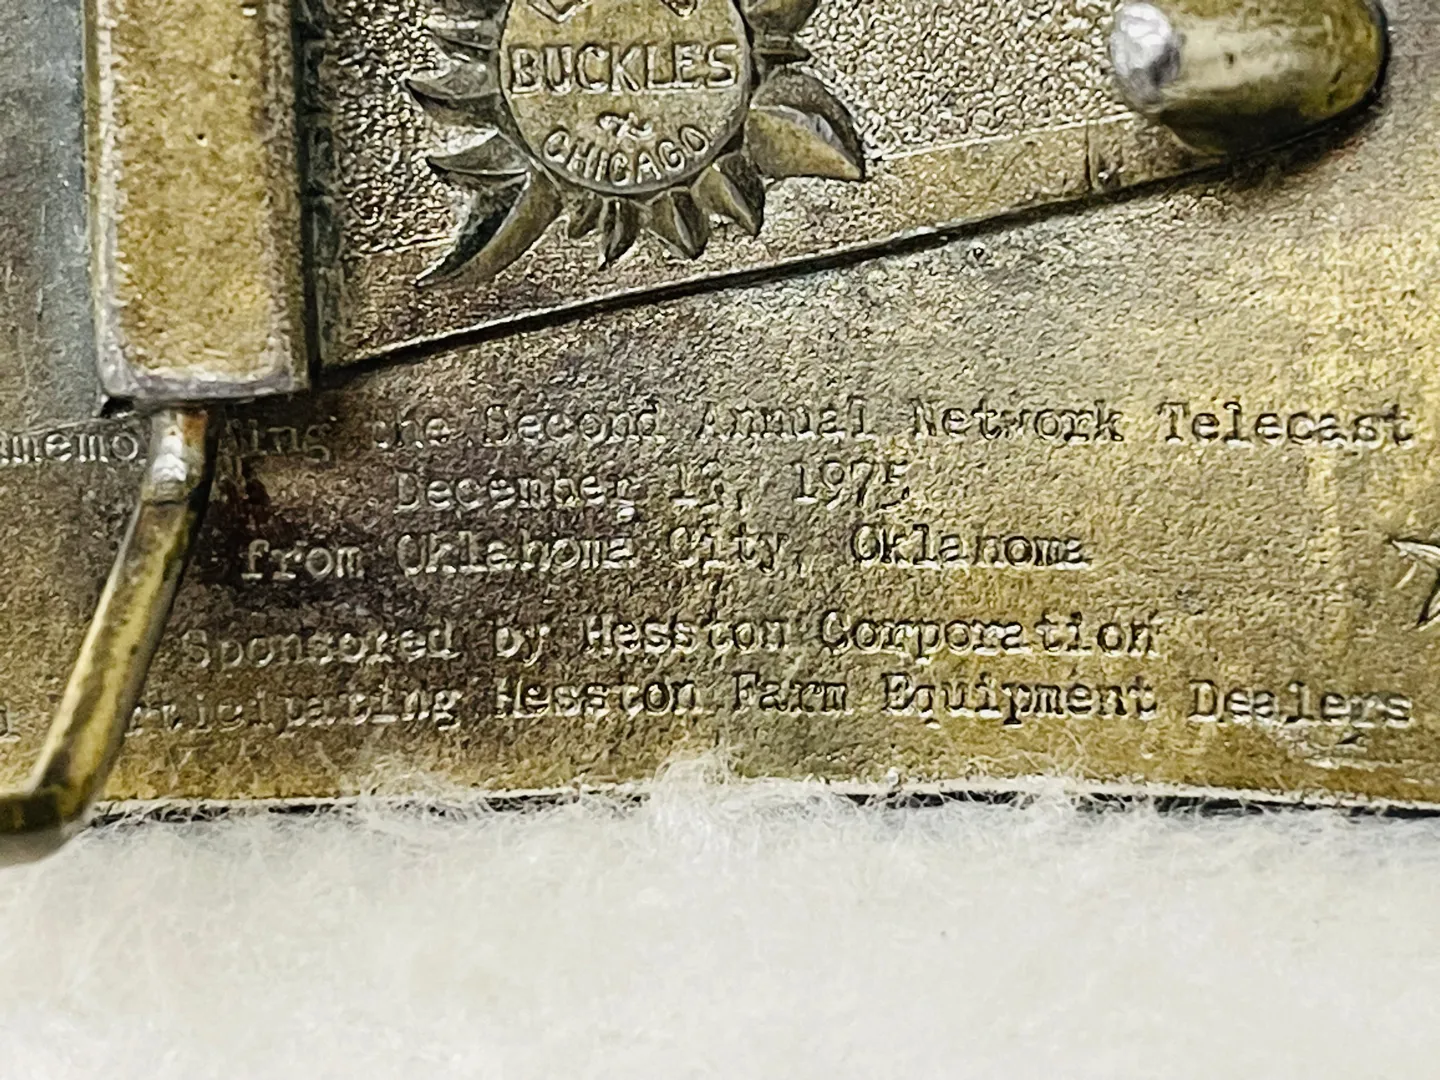 BUCKLES
CHICAGO
the Second Annual Network Telecast
December 1975
from Oklahoma City, Oklahoma
Sponsored by Hesston Corporation
Participating Hesston Farm Equipment Dealers